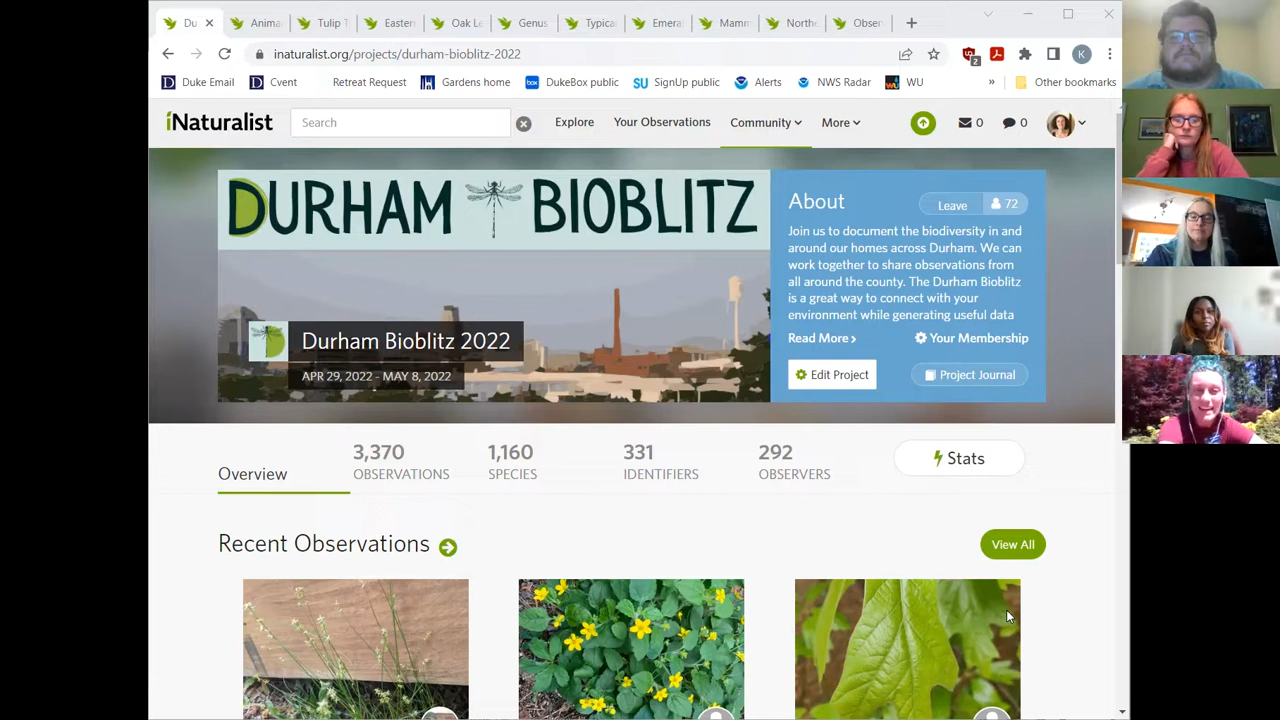 Du
Anima
Tulip T
Easter
Oak Le
Genus
Typica
Emera
Mamm
North
Obser
inaturalist.org/projects/durham-bioblitz-2022
2
K
Duke Email
Cvent
Retreat Request
Gardens home
box
DukeBox public
SU
SignUp public
Alerts
NWS Radar
WU
»
Other bookmarks
iNaturalist
Search
Explore
Your Observations
Community
More
0
0
DURHAM BIOBLITZ
Durham Bioblitz 2022
APR 29, 2022 - MAY 8, 2022
About
Leave
72
Join us to document the biodiversity in and
around our homes across Durham. We can
work together to share observations from
all around the county. The Durham Bioblitz
is a great way to connect with your
environment while generating useful data
Read More >
Your Membership
Edit Project
Project Journal
Overview
3,370
OBSERVATIONS
1,160
SPECIES
331
IDENTIFIERS
292
OBSERVERS
Stats
Recent Observations
View All